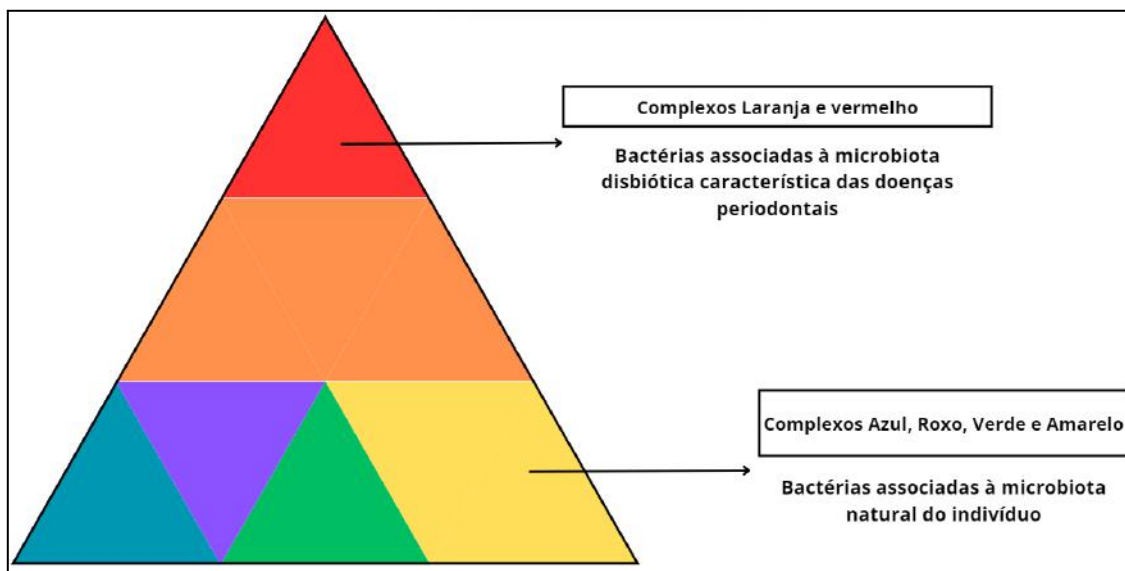 Complexos Laranja e vermelho
Bactérias associadas à microbiota
disbiótica característica das doenças
periodontais
Complexos Azul, Roxo, Verde e Amarelo
Bactérias associadas à microbiota
natural do indivíduo